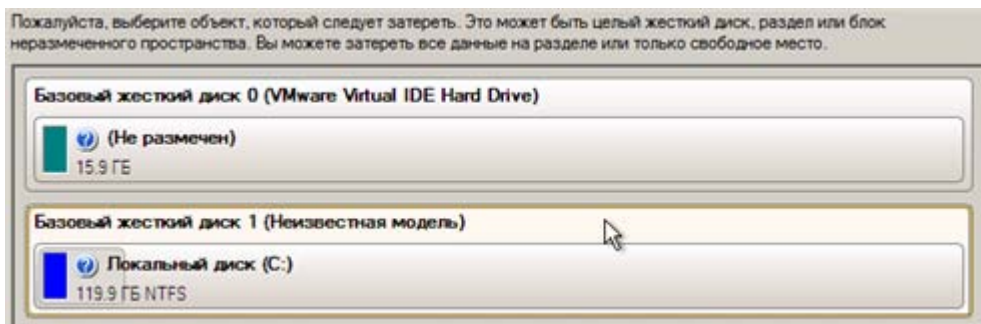 Пожалуйста, выберите объект, который следует затереть. Это может быть целый жесткий диск, раздел или блок
неразмеченного пространства. Вы можете затереть все данные на разделе или только свободное место.
Базовый жесткий диск 0 (VMware Virtual IDE Hard Drive)
(Не размечен)
15.9 ГБ
Базовый жесткий диск 1 (Неизвестная модель)
Локальный диск (C:)
119.9 ГБ NTFS